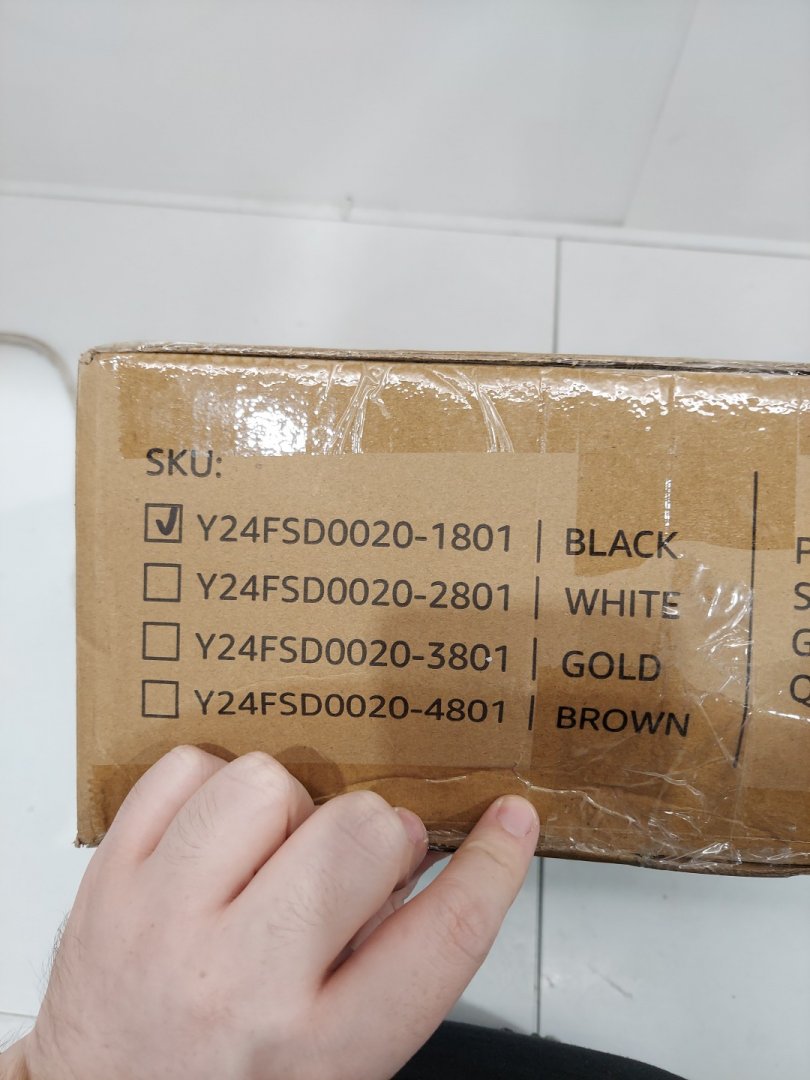 SKU:
☑ Y24FSD0020-1801 | BLACK
☐ Y24FSD0020-2801 | WHITE
☐ Y24FSD0020-3801 | GOLD
☐ Y24FSD0020-4801 | BROWN